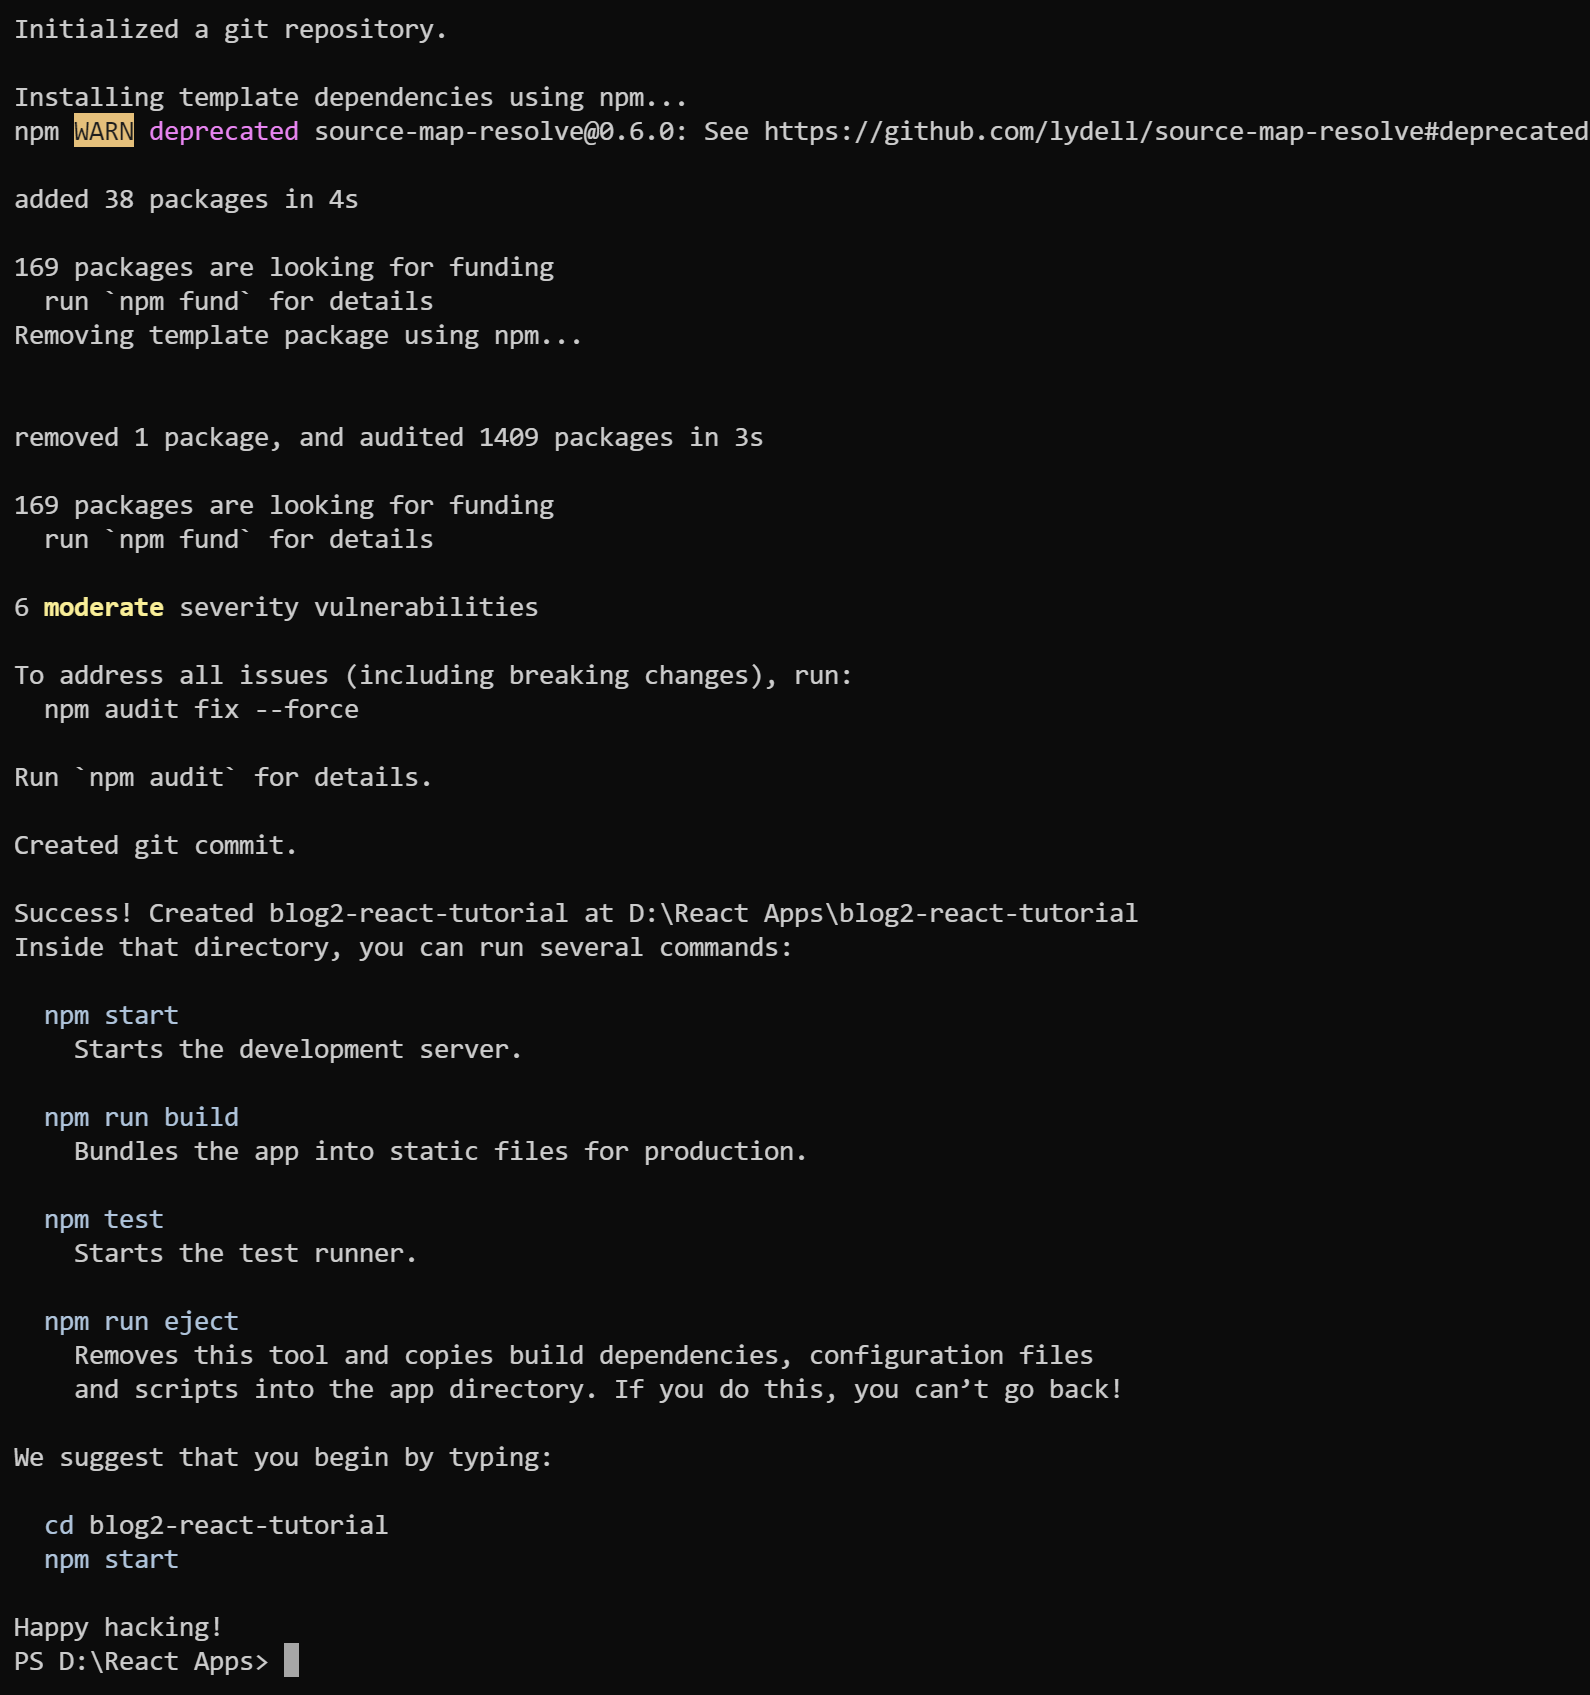 Initialized a git repository.
Installing template dependencies using npm...
npm WARN deprecated source-map-resolve@0.6.0: See https://github.com/lydell/source-map-resolve#deprecated
added 38 packages in 4s
169 packages are looking for funding
  run `npm fund` for details
Removing template package using npm...
removed 1 package, and audited 1409 packages in 3s
169 packages are looking for funding
  run `npm fund` for details
6 moderate severity vulnerabilities
To address all issues (including breaking changes), run:
  npm audit fix --force
Run `npm audit` for details.
Created git commit.
Success! Created blog2-react-tutorial at D:\React Apps\blog2-react-tutorial
Inside that directory, you can run several commands:
  npm start
    Starts the development server.
  npm run build
    Bundles the app into static files for production.
  npm test
    Starts the test runner.
  npm run eject
    Removes this tool and copies build dependencies, configuration files
    and scripts into the app directory. If you do this, you can’t go back!
We suggest that you begin by typing:
  cd blog2-react-tutorial
  npm start
Happy hacking!
PS D:\React Apps>